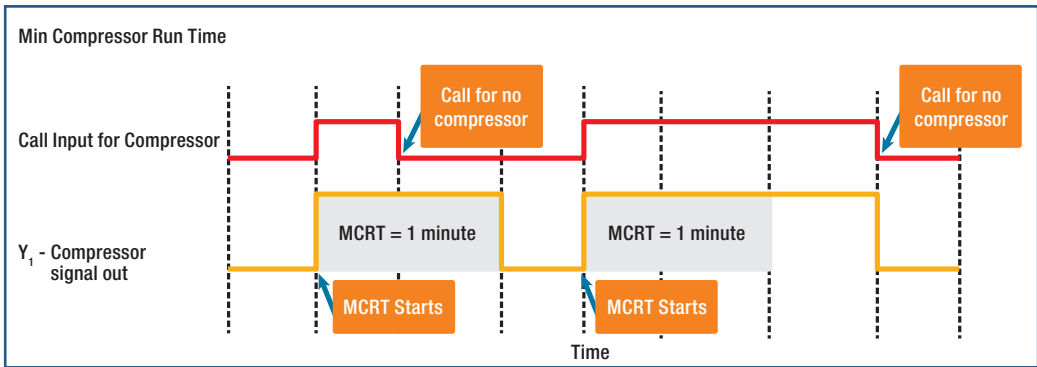 Min Compressor Run Time
Call for no
compressor
Call for no
compressor
Call Input for Compressor
MCRT = 1 minute
MCRT = 1 minute
Y1 - Compressor
signal out
MCRT Starts
MCRT Starts
Time